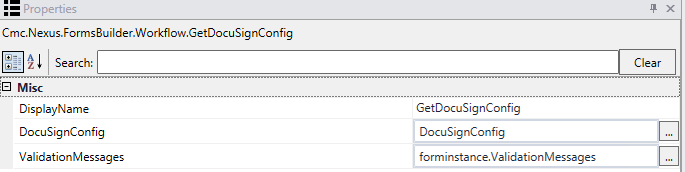 Properties
Cmc.Nexus.FormsBuilder.Workflow.GetDocuSignConfig
A Z Search: Clear
Misc
DisplayName GetDocuSignConfig
DocuSignConfig DocuSignConfig ...
ValidationMessages forminstance.ValidationMessages ...